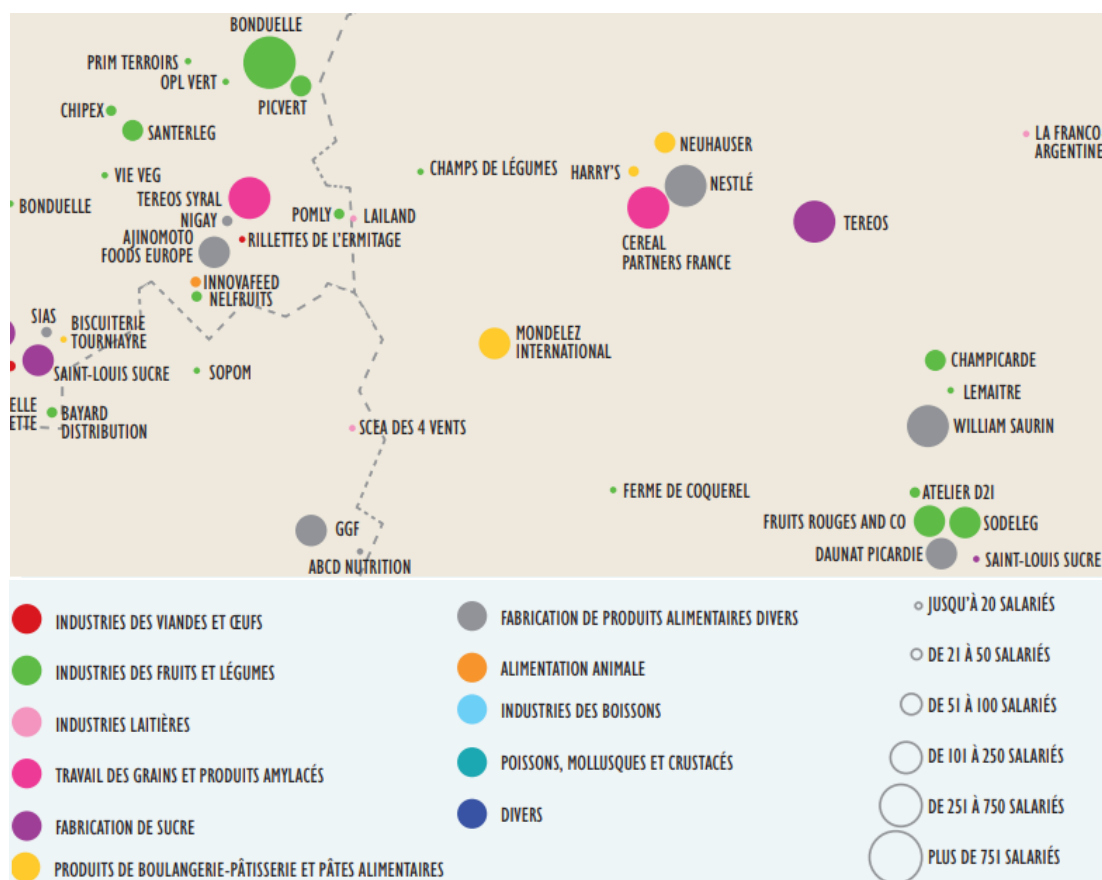 BONDUELLE
PRIM TERROIRS
OPL VERT
PICVERT
CHIPEX
SANTERLEG
VIE VEG
BONDUELLE
TEREOS SYRAL
NIGAY
AJINOMOTO
FOODS EUROPE
RILLETTES DE L'ERMITAGE
POMLY
LAILAND
CHAMPS DE LÉGUMES
INNOVAFEED
NELFRUITS
SIAS
BISCUITERIE
TOURNIAYRE
SAINT-LOUIS SUCRE
SOPOM
ELLE
ETTE
BAYARD
DISTRIBUTION
SCEA DES 4 VENTS
GGF
ABCD NUTRITION
NEUHAUSER
HARRY'S
NESTLÉ
CEREAL
PARTNERS FRANCE
TEREOS
LA FRANCO
ARGENTINE
MONDELEZ
INTERNATIONAL
CHAMPICARDE
LEMAITRE
WILLIAM SAURIN
FERME DE COQUEREL
ATELIER D2I
FRUITS ROUGES AND CO
SODELEG
DAUNAT PICARDIE
SAINT-LOUIS SUCRE
INDUSTRIES DES VIANDES ET ŒUFS
INDUSTRIES DES FRUITS ET LÉGUMES
INDUSTRIES LAITIÈRES
TRAVAIL DES GRAINS ET PRODUITS AMYLACÉS
FABRICATION DE SUCRE
PRODUITS DE BOULANGERIE-PÂTISSERIE ET PÂTES ALIMENTAIRES
FABRICATION DE PRODUITS ALIMENTAIRES DIVERS
ALIMENTATION ANIMALE
INDUSTRIES DES BOISSONS
POISSONS, MOLLUSQUES ET CRUSTACÉS
DIVERS
JUSQU'À 20 SALARIÉS
DE 21 À 50 SALARIÉS
DE 51 À 100 SALARIÉS
DE 101 À 250 SALARIÉS
DE 251 À 750 SALARIÉS
PLUS DE 751 SALARIÉS